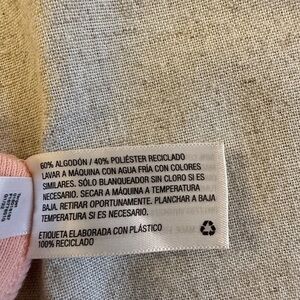 60% ALGODÓN / 40% POLIÉSTER RECICLADO
LAVAR A MÁQUINA CON AGUA FRÍA CON COLORES
SIMILARES. SÓLO BLANQUEADOR SIN CLORO SI ES
NECESARIO. SECAR A MÁQUINA A TEMPERATURA
BAJA. RETIRAR OPORTUNAMENTE. PLANCHAR A BAJA
TEMPERATURA SI ES NECESARIO.
ETIQUETA ELABORADA CON PLÁSTICO
100% RECICLADO